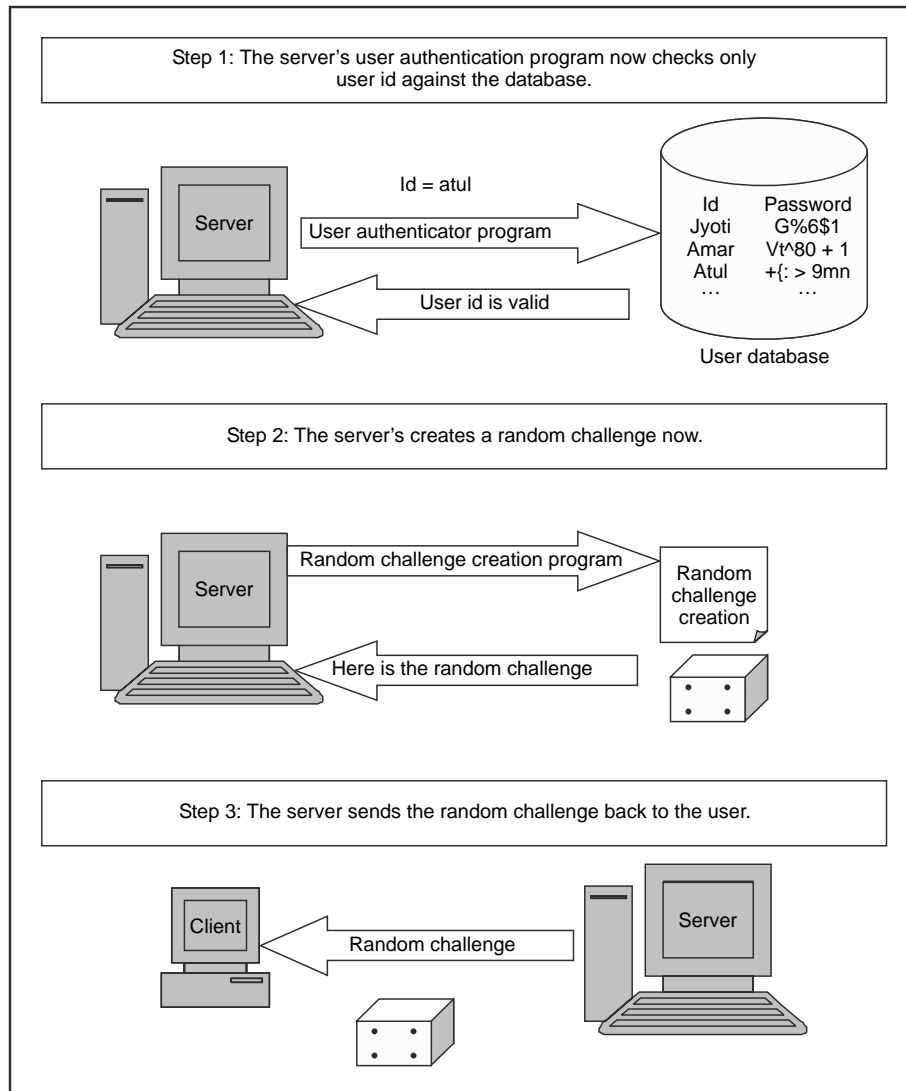 Step 1: The server’s user authentication program now checks only
user id against the database.
Id = atul
Server
User authenticator program
User id is valid
Id Password
Jyoti G%6$1
Amar Vt^80 + 1
Atul +{: > 9mn
… …
User database
Step 2: The server’s creates a random challenge now.
Server
Random challenge creation program
Random
challenge
creation
Here is the random challenge
Step 3: The server sends the random challenge back to the user.
Client
Random challenge
Server